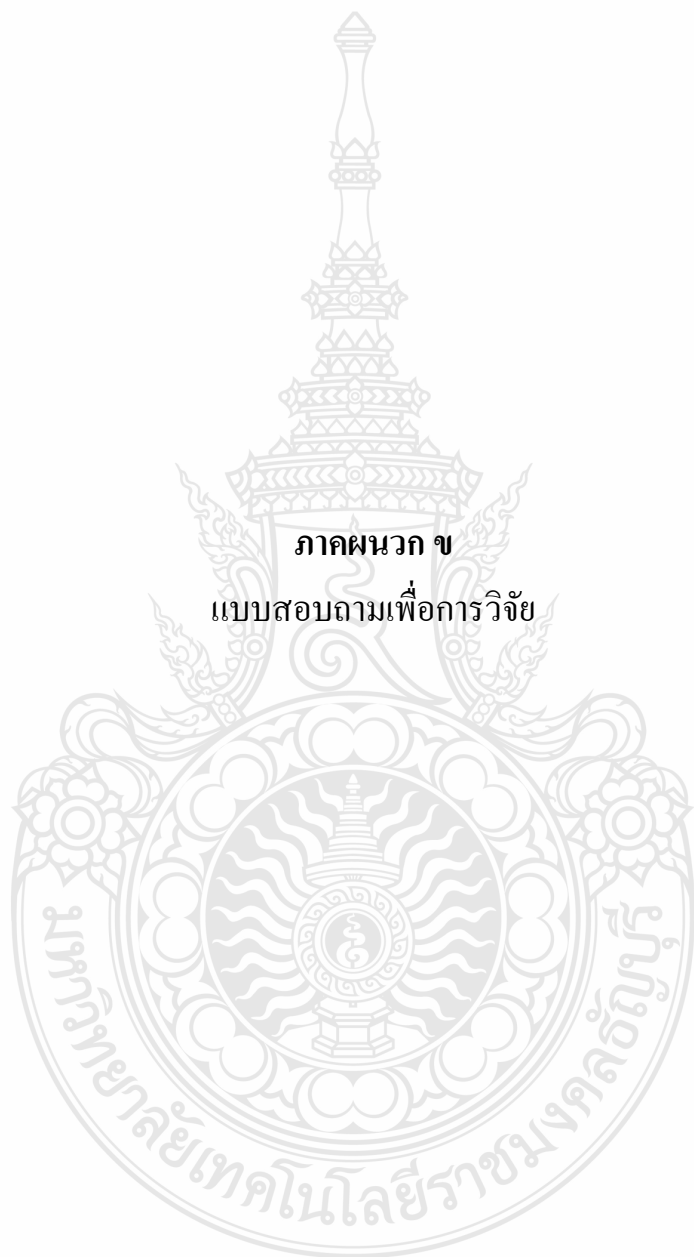 ภาคผนวก ข
แบบสอบถามเพื่อการวิจัย
มหาวิทยาลัยเทคโนโลยีราชมงคลธัญบุรี